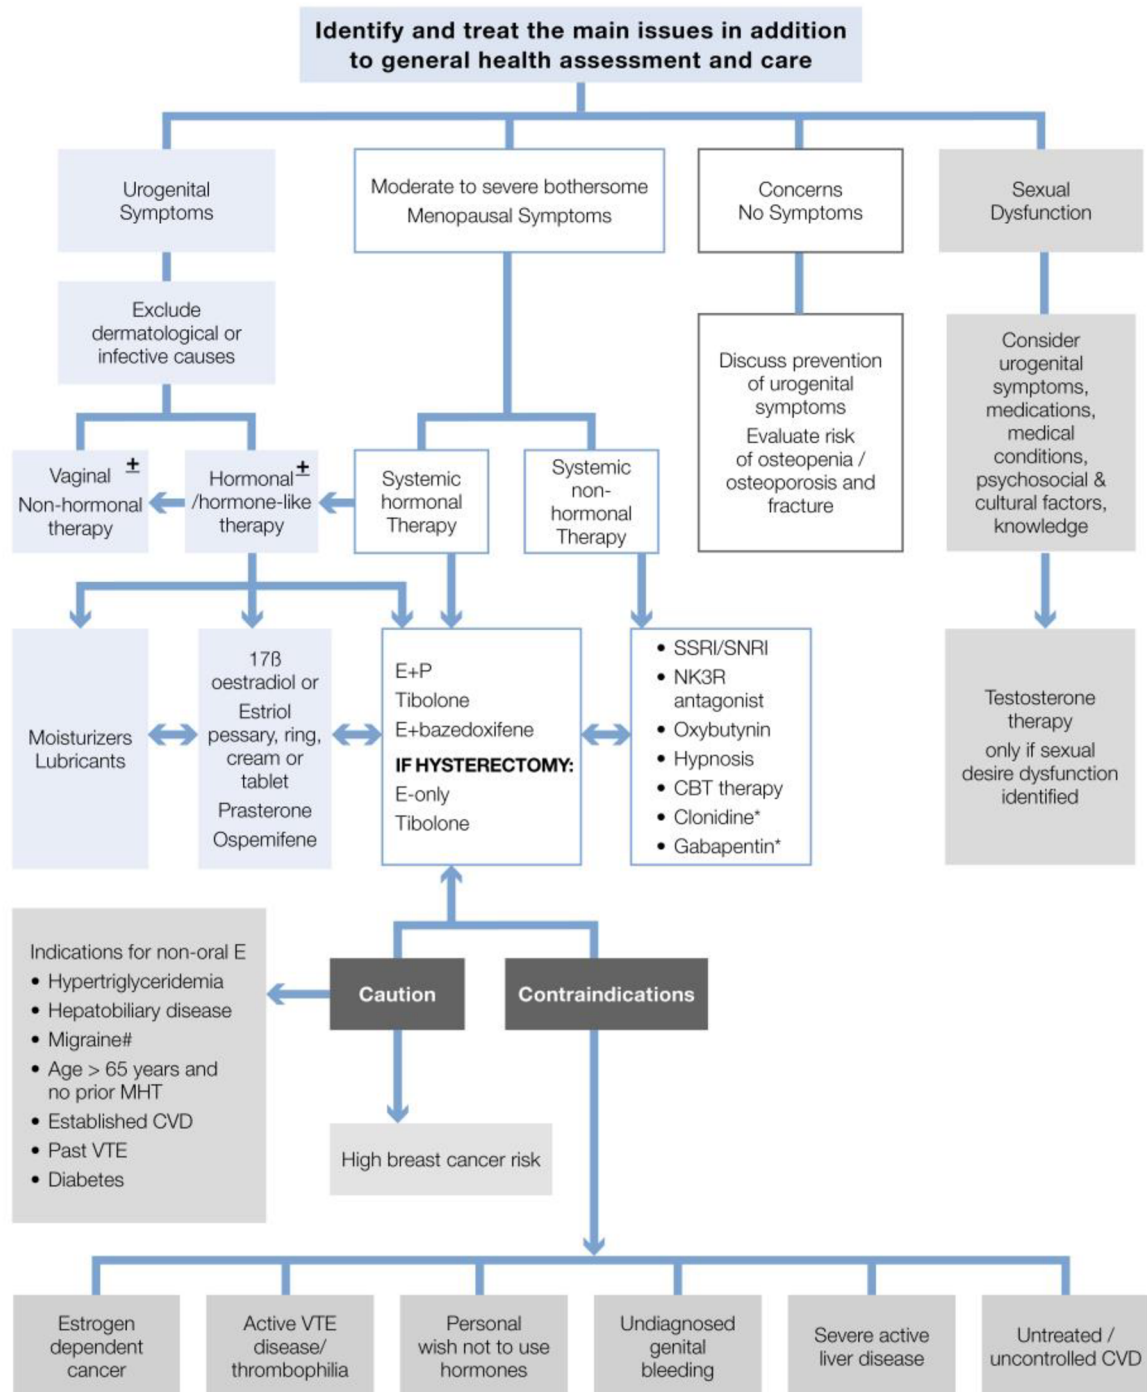 Identify and treat the main issues in addition
to general health assessment and care
Urogenital
Symptoms
Moderate to severe bothersome
Menopausal Symptoms
Concerns
No Symptoms
Sexual
Dysfunction
Exclude
dermatological or
infective causes
Discuss prevention
of urogenital
symptoms
Evaluate risk
of osteopenia /
osteoporosis and
fracture
Consider
urogenital
symptoms,
medications,
medical
conditions,
psychosocial &
cultural factors,
knowledge
Vaginal ±
Non-hormonal
therapy
Hormonal ±
/hormone-like
therapy
Systemic
hormonal
Therapy
Systemic
non-
hormonal
Therapy
Moisturizers
Lubricants
17ß
oestradiol or
Estriol
pessary, ring,
cream or
tablet
Prasterone
Ospemifene
E+P
Tibolone
E+bazedoxifene
IF HYSTERECTOMY:
E-only
Tibolone
• SSRI/SNRI
• NK3R
antagonist
• Oxybutynin
• Hypnosis
• CBT therapy
• Clonidine*
• Gabapentin*
Testosterone
therapy
only if sexual
desire dysfunction
identified
Indications for non-oral E
• Hypertriglyceridemia
• Hepatobiliary disease
• Migraine#
• Age > 65 years and
no prior MHT
• Established CVD
• Past VTE
• Diabetes
Caution
Contraindications
High breast cancer risk
Estrogen
dependent
cancer
Active VTE
disease/
thrombophilia
Personal
wish not to use
hormones
Undiagnosed
genital
bleeding
Severe active
liver disease
Untreated /
uncontrolled CVD